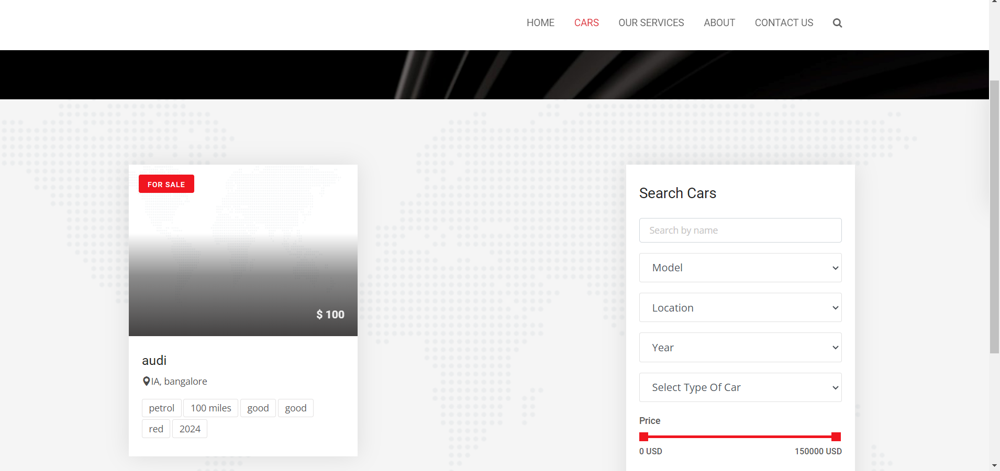 HOME CARS OUR SERVICES ABOUT CONTACT US
FOR SALE
$ 100
audi
IA, bangalore
petrol 100 miles good good
red 2024
Search Cars
Search by name
Model
Location
Year
Select Type Of Car
Price
0 USD 150000 USD